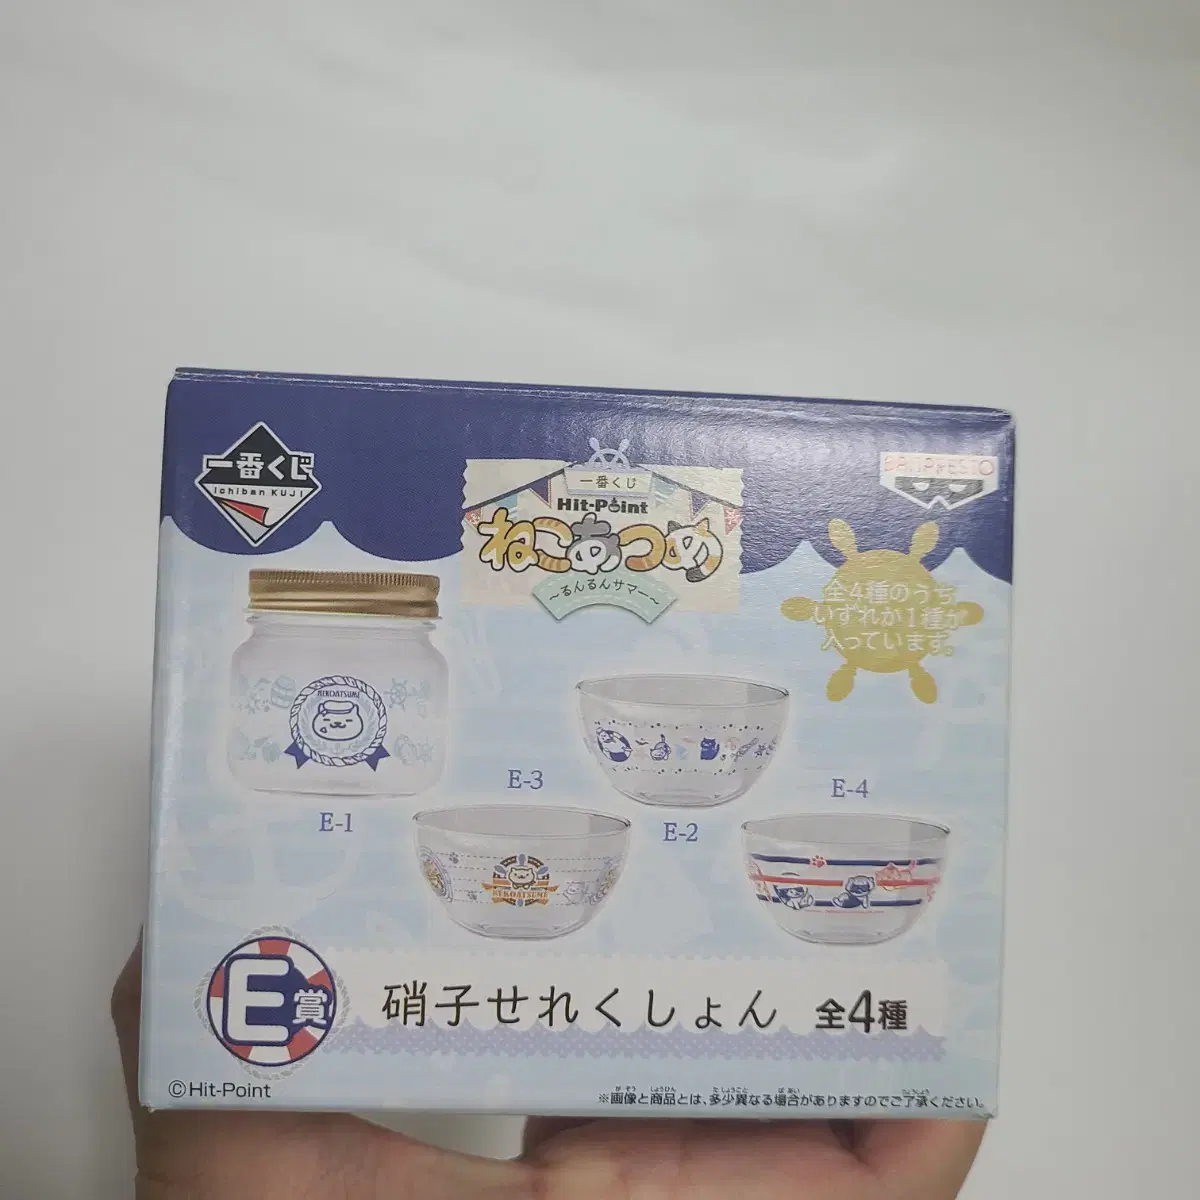 一番くじ
Ichiban KUJI
一番くじ
Hit-Point
ねこあつめ
～るんるんサマー～
BANPRESTO
全4種のうち
いずれか1種が
入っています。
NEKOATSUME
E-1
E-3
E-2
E-4
NEKOATSUME
E賞
硝子せれくしょん 全4種
©Hit-Point
※画像と商品とは、多少異なる場合がありますのでご了承ください。